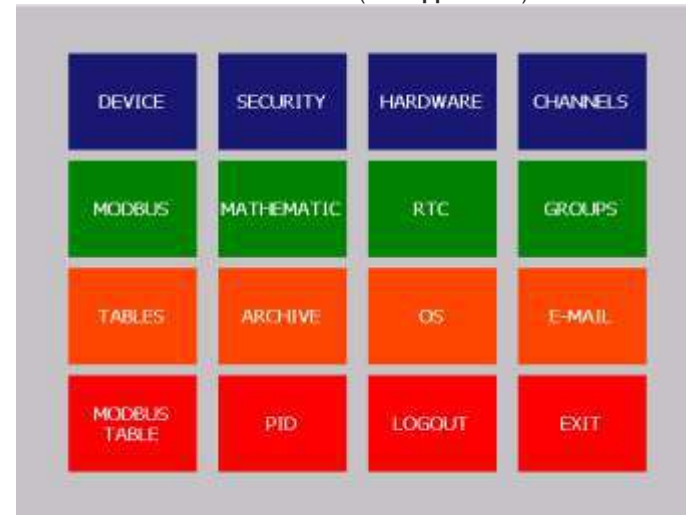 DEVICE SECURITY HARDWARE CHANNELS
MODBUS MATHEMATIC RTC GROUPS
TABLES ARCHIVE OS E-MAIL
MODBUS
TABLE PID LOGOUT EXIT